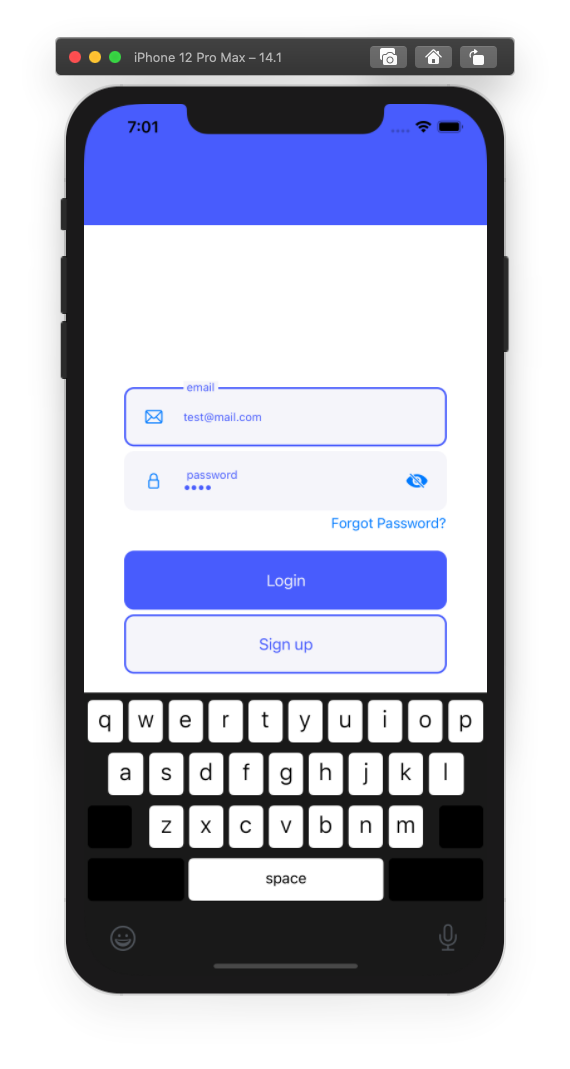 iPhone 12 Pro Max – 14.1
7:01
email
test@mail.com
password
Forgot Password?
Login
Sign up
q w e r t y u i o p
a s d f g h j k l
z x c v b n m
space